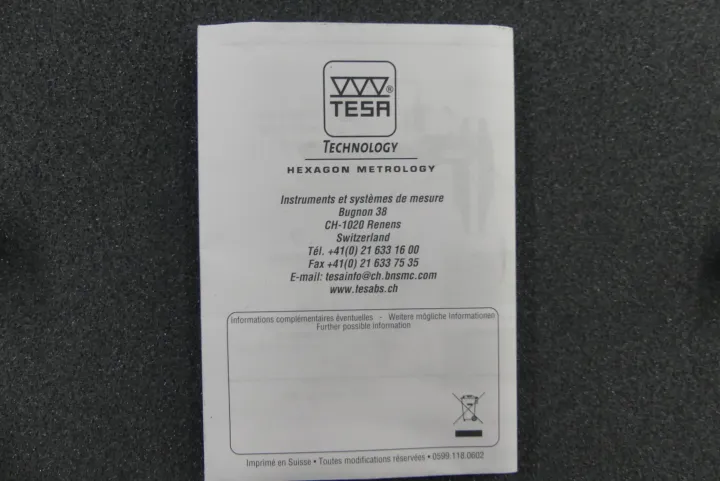 TESA®
TECHNOLOGY
HEXAGON METROLOGY
Instruments et systèmes de mesure
Bugnon 38
CH-1020 Renens
Switzerland
Tél. +41(0) 21 633 16 00
Fax +41(0) 21 633 75 35
E-mail: tesainfo@ch.bnsmc.com
www.tesabs.ch
Informations complémentaires éventuelles - Weitere mögliche Informationen
Further possible information
Imprimé en Suisse • Toutes modifications réservées • 0599.118.0602